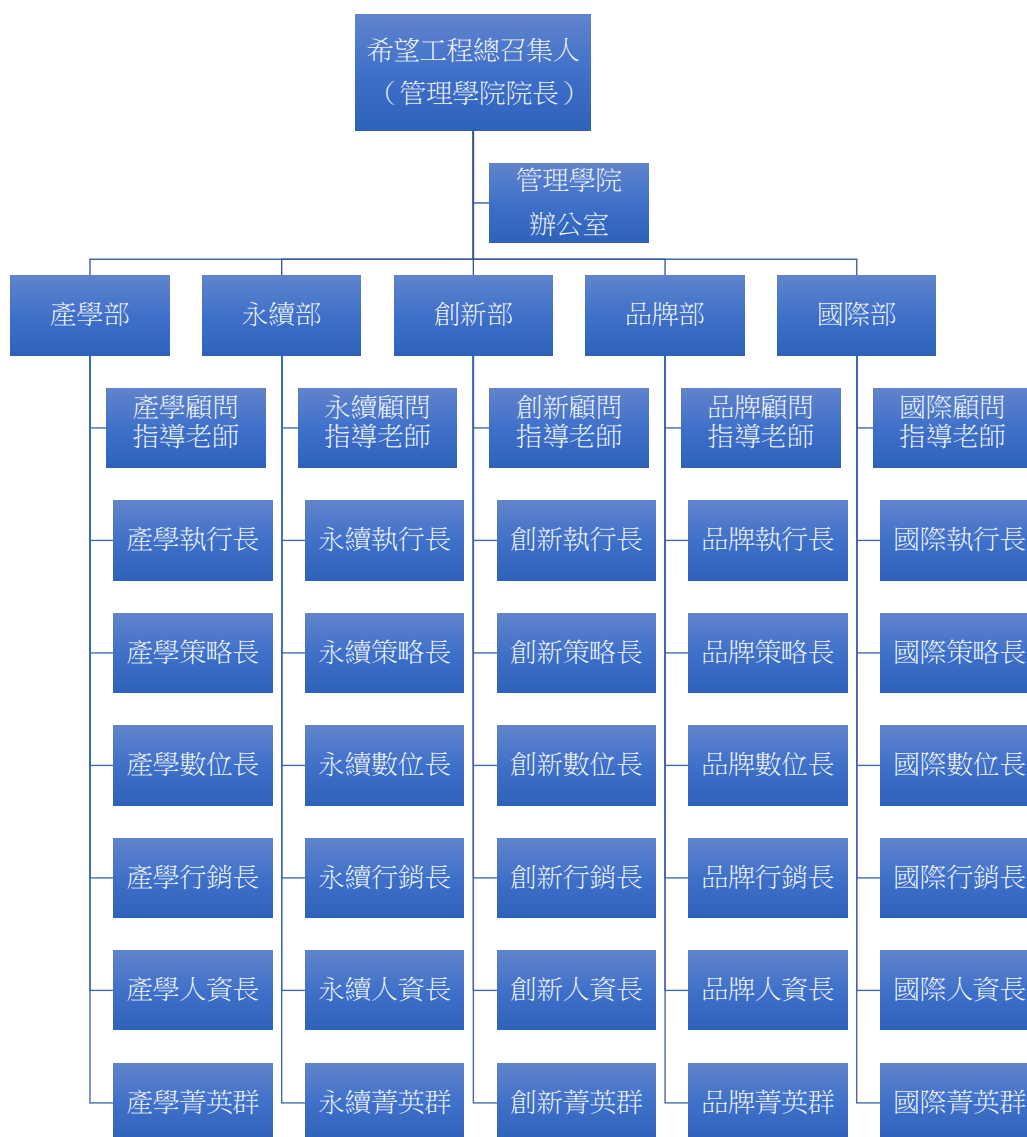 希望工程總召集人
（管理學院院長）
管理學院
辦公室
產學部
永續部
創新部
品牌部
國際部
產學顧問
指導老師
永續顧問
指導老師
創新顧問
指導老師
品牌顧問
指導老師
國際顧問
指導老師
產學執行長
永續執行長
創新執行長
品牌執行長
國際執行長
產學策略長
永續策略長
創新策略長
品牌策略長
國際策略長
產學數位長
永續數位長
創新數位長
品牌數位長
國際數位長
產學行銷長
永續行銷長
創新行銷長
品牌行銷長
國際行銷長
產學人資長
永續人資長
創新人資長
品牌人資長
國際人資長
產學菁英群
永續菁英群
創新菁英群
品牌菁英群
國際菁英群